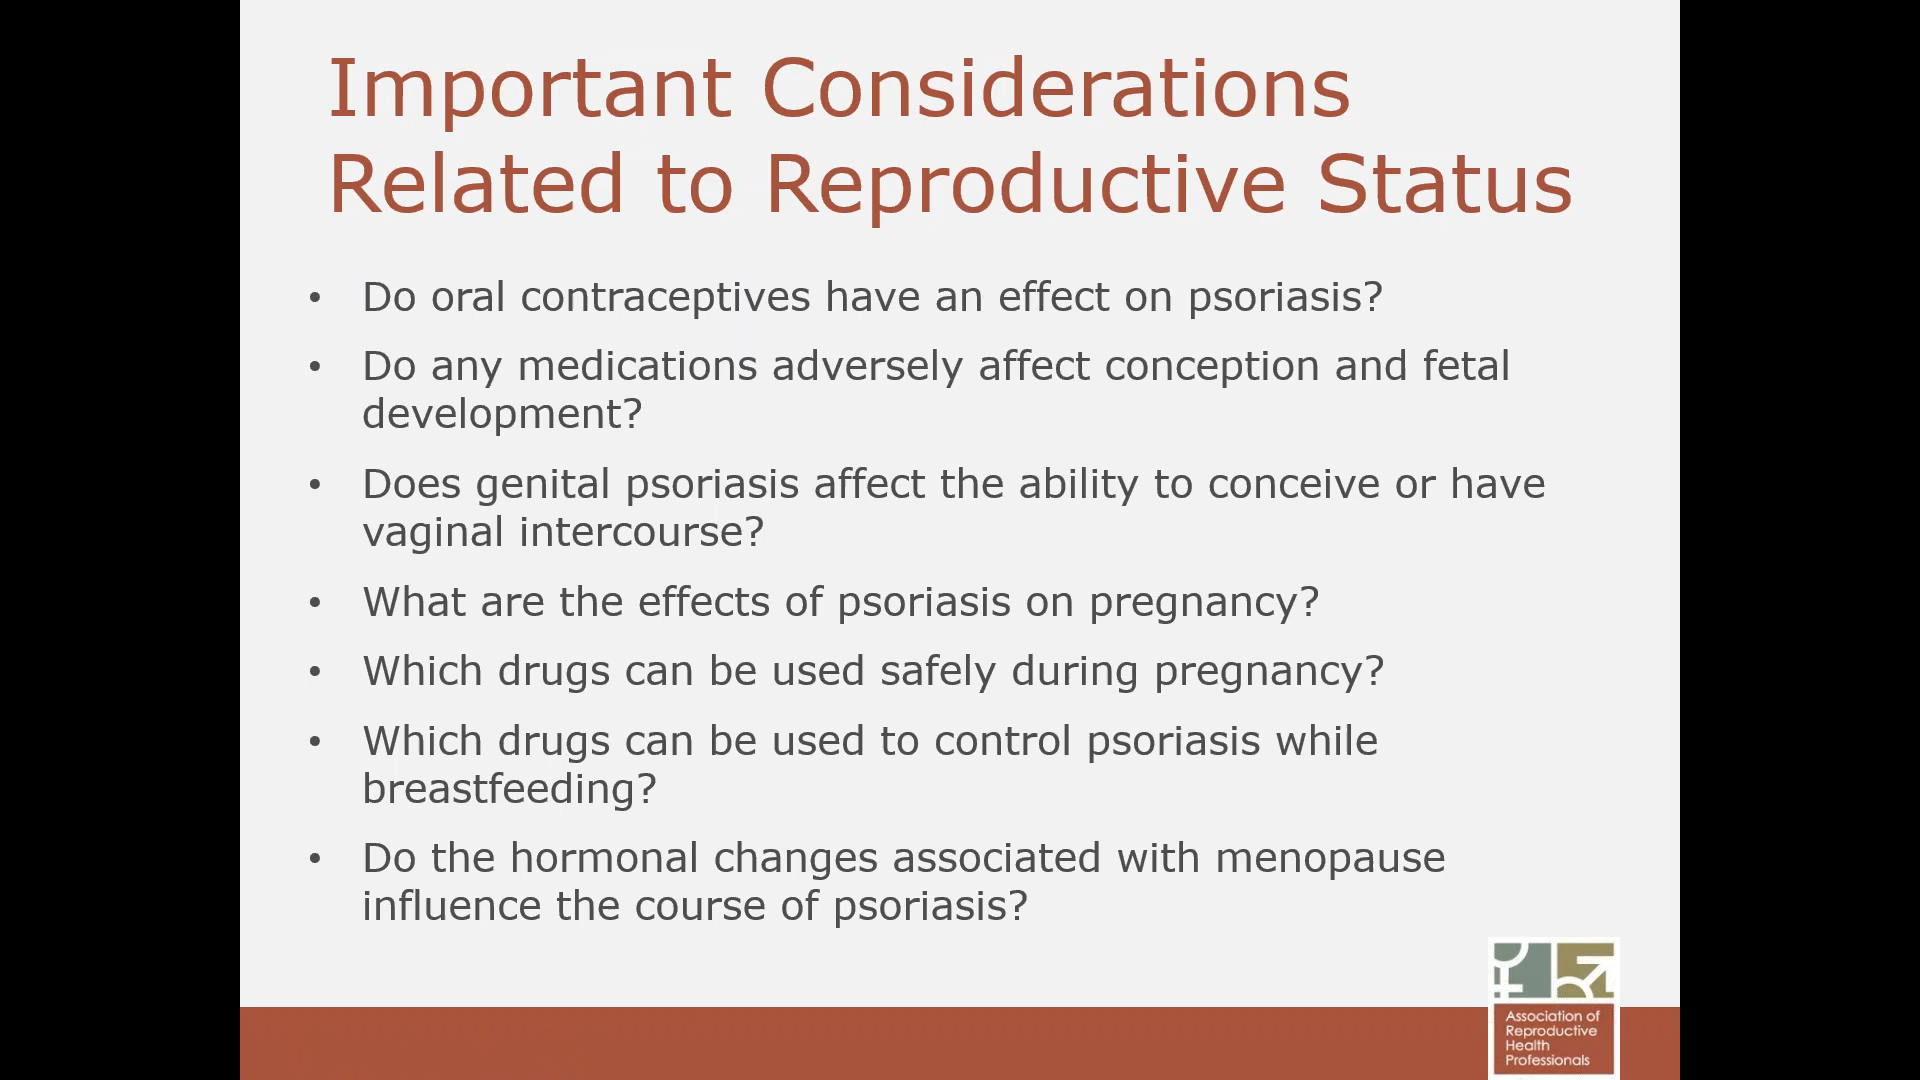 Important Considerations
Related to Reproductive Status
• Do oral contraceptives have an effect on psoriasis?
• Do any medications adversely affect conception and fetal
development?
• Does genital psoriasis affect the ability to conceive or have
vaginal intercourse?
• What are the effects of psoriasis on pregnancy?
• Which drugs can be used safely during pregnancy?
• Which drugs can be used to control psoriasis while
breastfeeding?
• Do the hormonal changes associated with menopause
influence the course of psoriasis?
Association of
Reproductive
Health
Professionals